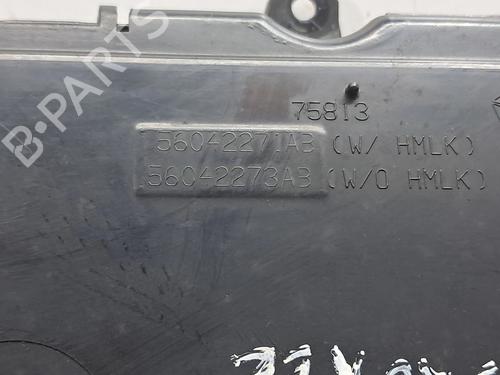 B-PARTS
75813
56042271AB (W/ HMLK)
56042273AB (W/O HMLK)